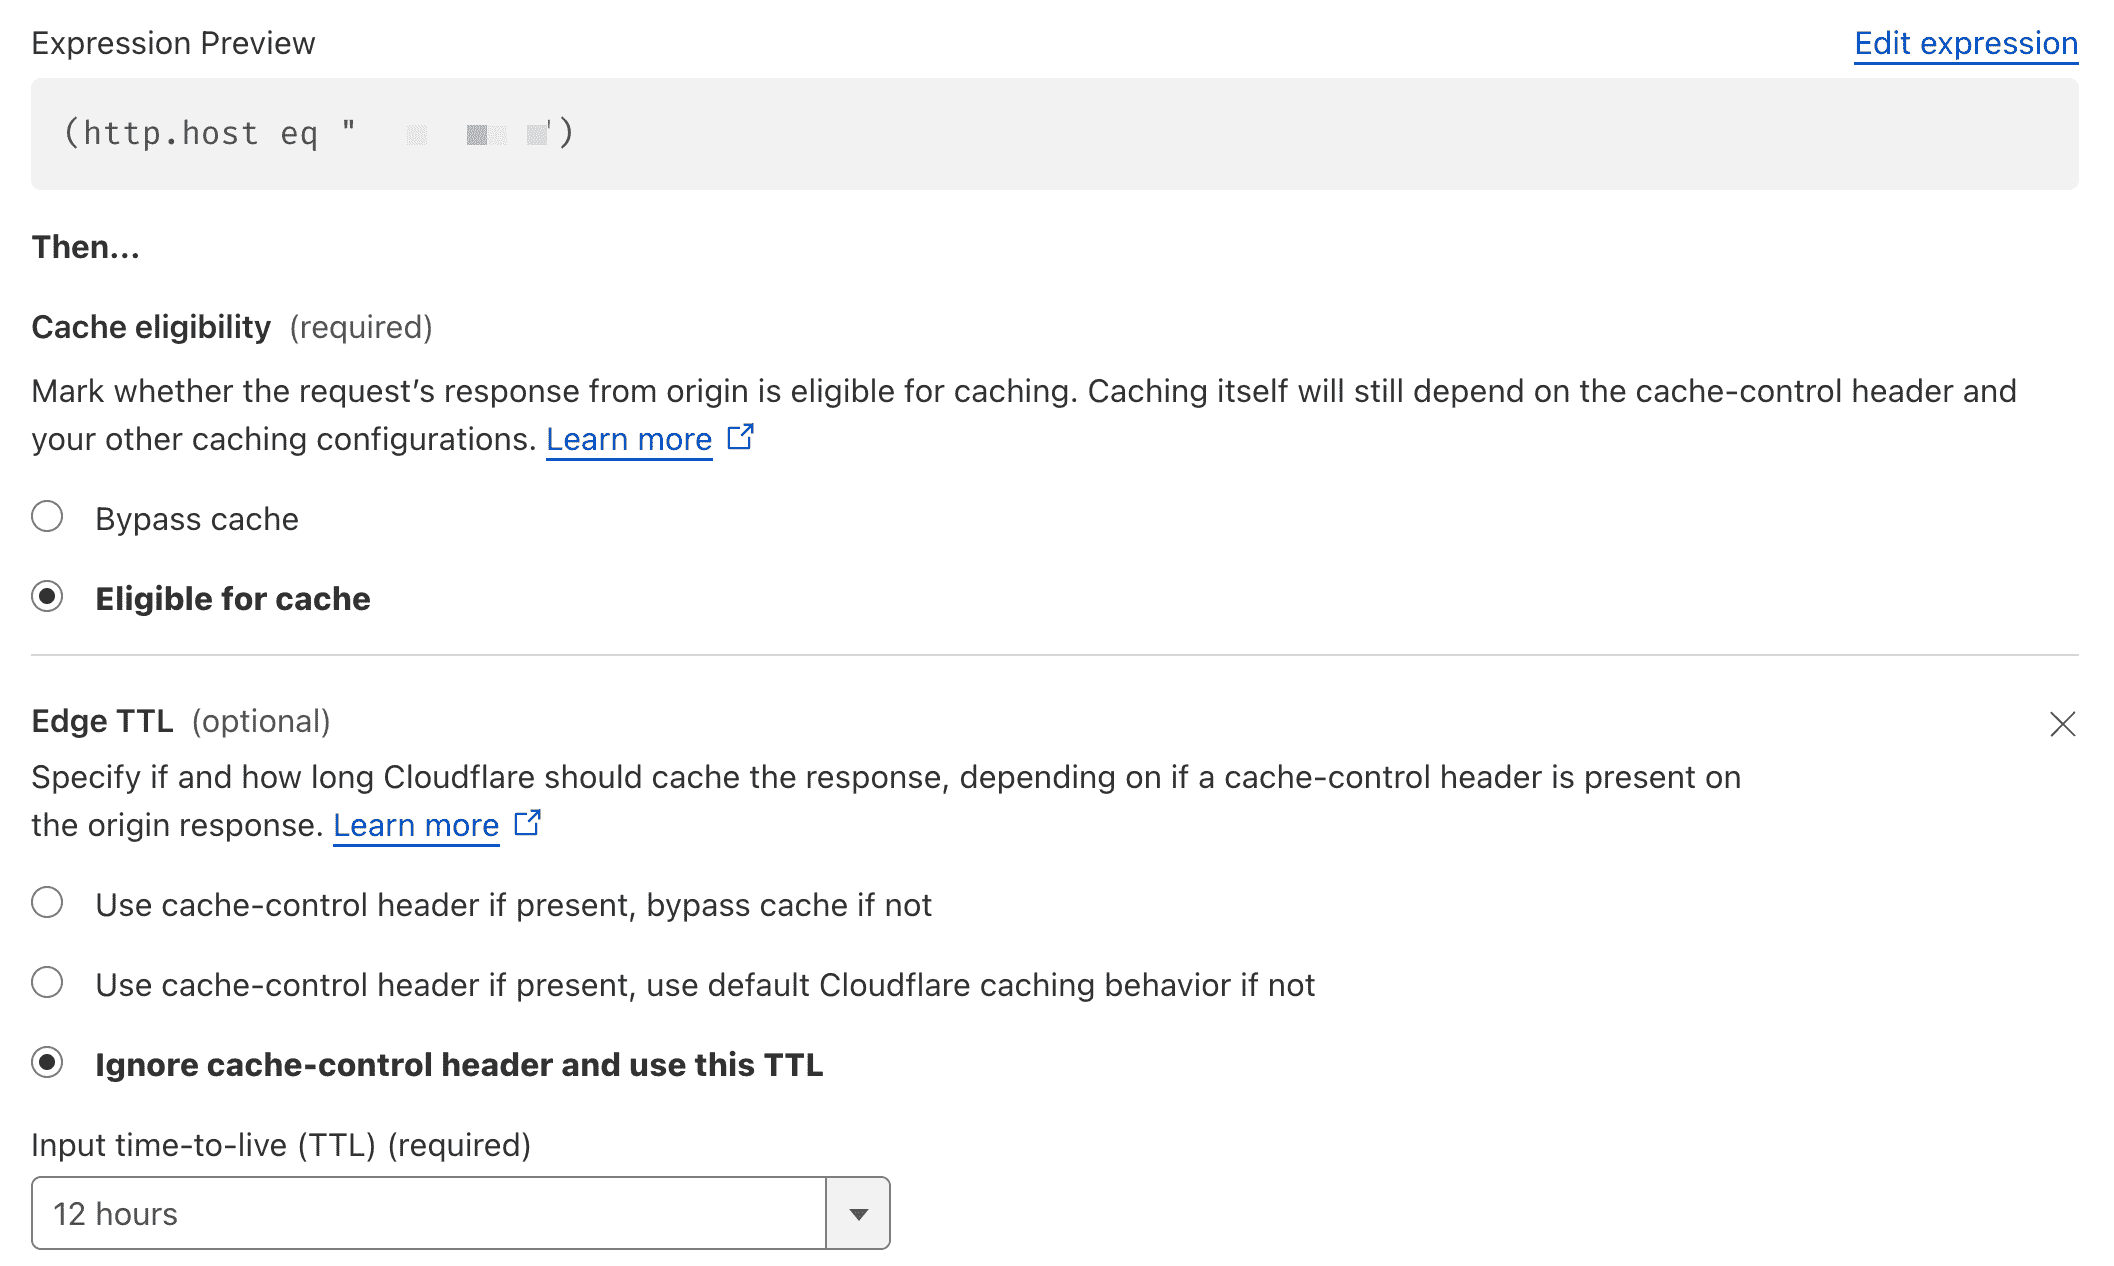 Expression Preview
Edit expression
(http.host eq " ')
Then...
Cache eligibility (required)
Mark whether the request's response from origin is eligible for caching. Caching itself will still depend on the cache-control header and
your other caching configurations. Learn more
Bypass cache
Eligible for cache
Edge TTL (optional)
Specify if and how long Cloudflare should cache the response, depending on if a cache-control header is present on
the origin response. Learn more
Use cache-control header if present, bypass cache if not
Use cache-control header if present, use default Cloudflare caching behavior if not
Ignore cache-control header and use this TTL
Input time-to-live (TTL) (required)
12 hours